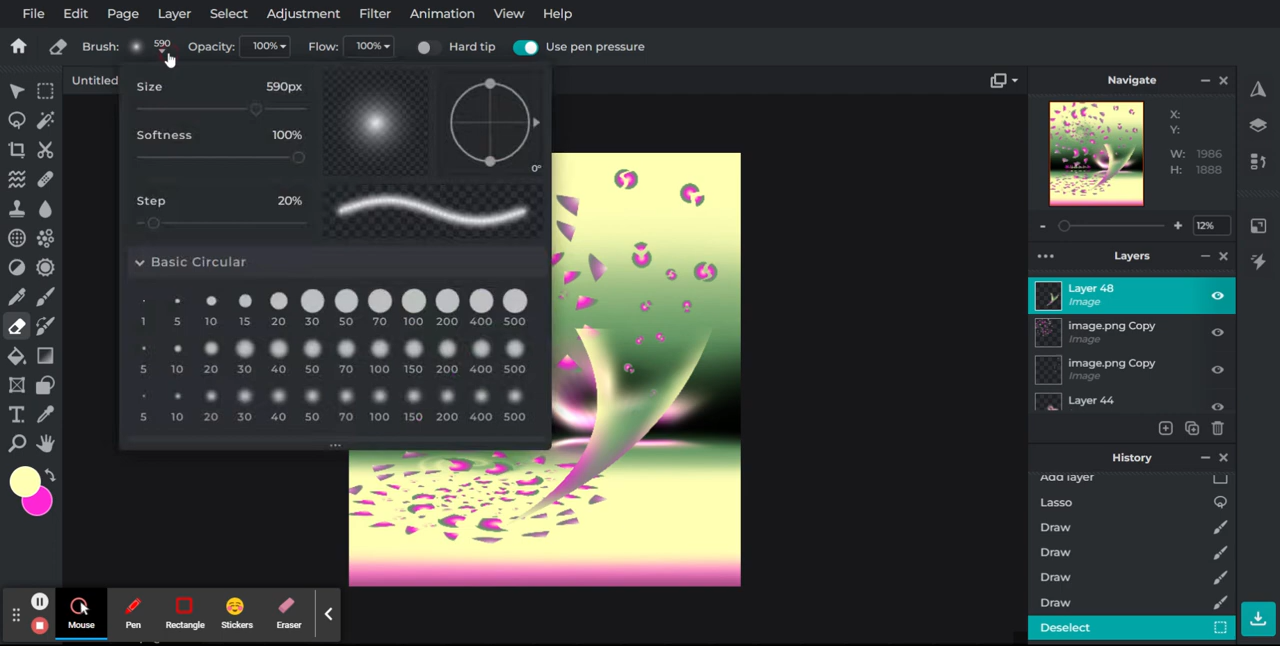 File Edit Page Layer Select Adjustment Filter Animation View Help
Brush: 590 Opacity: 100% Flow: 100% Hard tip Use pen pressure
Untitled
Size 590px
Softness 100%
0°
Step 20%
Basic Circular
1 5 10 15 20 30 50 70 100 200 400 500
5 10 20 30 40 50 70 100 150 200 400 500
5 10 20 30 40 50 70 100 150 200 400 500
Navigate
X:
Y:
W: 1986
H: 1888
- + 12%
Layers
Layer 48
Image
image.png Copy
Image
image.png Copy
Image
Layer 44
History
Add layer
Lasso
Draw
Draw
Draw
Draw
Deselect
Mouse Pen Rectangle Stickers Eraser